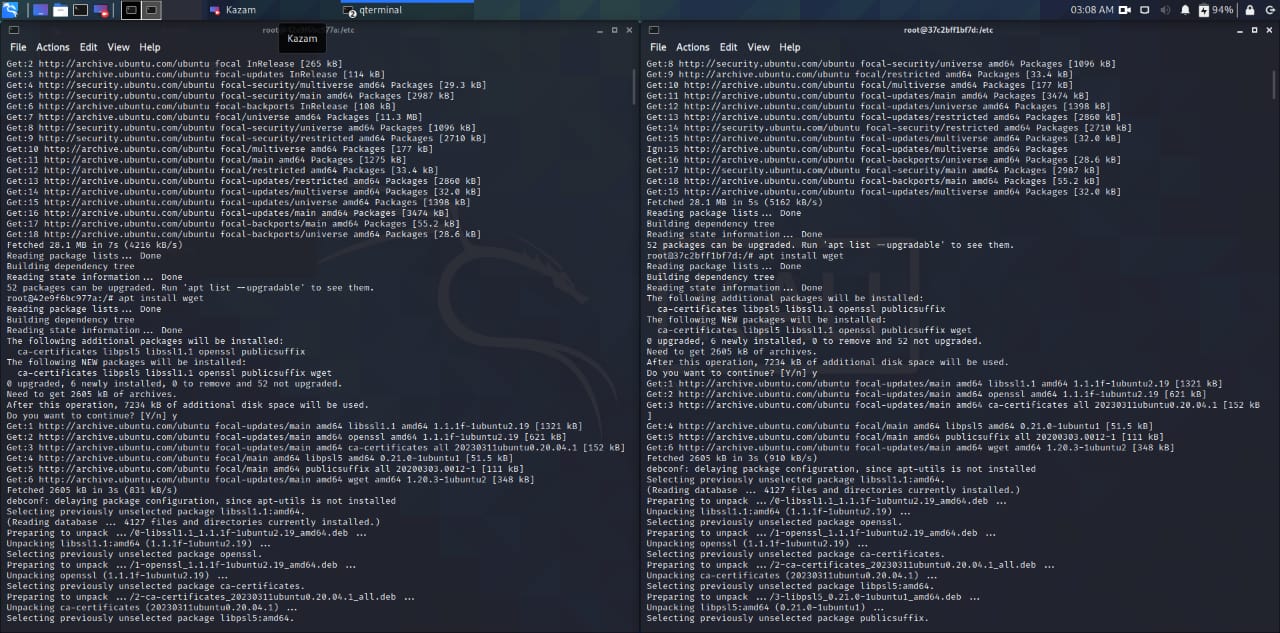 Kazam
qterminal
2
03:08 AM
94%
Kazam
File Actions Edit View Help
Get:2 http://archive.ubuntu.com/ubuntu focal InRelease [265 kB]
Get:3 http://archive.ubuntu.com/ubuntu focal-updates InRelease [114 kB]
Get:4 http://security.ubuntu.com/ubuntu focal-security/multiverse amd64 Packages [29.3 kB]
Get:5 http://security.ubuntu.com/ubuntu focal-security/main amd64 Packages [2987 kB]
Get:6 http://archive.ubuntu.com/ubuntu focal-backports InRelease [108 kB]
Get:7 http://archive.ubuntu.com/ubuntu focal/universe amd64 Packages [11.3 MB]
Get:8 http://security.ubuntu.com/ubuntu focal-security/universe amd64 Packages [1096 kB]
Get:9 http://security.ubuntu.com/ubuntu focal-security/restricted amd64 Packages [2710 kB]
Get:10 http://archive.ubuntu.com/ubuntu focal/multiverse amd64 Packages [177 kB]
Get:11 http://archive.ubuntu.com/ubuntu focal/main amd64 Packages [1275 kB]
Get:12 http://archive.ubuntu.com/ubuntu focal/restricted amd64 Packages [33.4 kB]
Get:13 http://archive.ubuntu.com/ubuntu focal-updates/restricted amd64 Packages [2860 kB]
Get:14 http://archive.ubuntu.com/ubuntu focal-updates/multiverse amd64 Packages [32.0 kB]
Get:15 http://archive.ubuntu.com/ubuntu focal-updates/universe amd64 Packages [1398 kB]
Get:16 http://archive.ubuntu.com/ubuntu focal-updates/main amd64 Packages [3474 kB]
Get:17 http://archive.ubuntu.com/ubuntu focal-backports/main amd64 Packages [55.2 kB]
Get:18 http://archive.ubuntu.com/ubuntu focal-backports/universe amd64 Packages [28.6 kB]
Fetched 28.1 MB in 7s (4216 kB/s)
Reading package lists... Done
Building dependency tree
Reading state information... Done
52 packages can be upgraded. Run 'apt list --upgradable' to see them.
root@42e9f6bc977a:/# apt install wget
Reading package lists... Done
Building dependency tree
Reading state information... Done
The following additional packages will be installed:
ca-certificates libpsl5 libssl1.1 openssl publicsuffix
The following NEW packages will be installed:
ca-certificates libpsl5 libssl1.1 openssl publicsuffix wget
0 upgraded, 6 newly installed, 0 to remove and 52 not upgraded.
Need to get 2605 kB of archives.
After this operation, 7234 kB of additional disk space will be used.
Do you want to continue? [Y/n] y
Get:1 http://archive.ubuntu.com/ubuntu focal-updates/main amd64 libssl1.1 amd64 1.1.1f-1ubuntu2.19 [1321 kB]
Get:2 http://archive.ubuntu.com/ubuntu focal-updates/main amd64 openssl amd64 1.1.1f-1ubuntu2.19 [621 kB]
Get:3 http://archive.ubuntu.com/ubuntu focal-updates/main amd64 ca-certificates all 20230311ubuntu0.20.04.1 [152 kB]
Get:4 http://archive.ubuntu.com/ubuntu focal/main amd64 libpsl5 amd64 0.21.0-1ubuntu1 [51.5 kB]
Get:5 http://archive.ubuntu.com/ubuntu focal/main amd64 publicsuffix all 20200303.0012-1 [111 kB]
Get:6 http://archive.ubuntu.com/ubuntu focal/main amd64 wget amd64 1.20.3-1ubuntu2 [348 kB]
Fetched 2605 kB in 3s (831 kB/s)
debconf: delaying package configuration, since apt-utils is not installed
Selecting previously unselected package libssl1.1:amd64.
(Reading database ... 4127 files and directories currently installed.)
Preparing to unpack .../0-libssl1.1_1.1.1f-1ubuntu2.19_amd64.deb ...
Unpacking libssl1.1:amd64 (1.1.1f-1ubuntu2.19) ...
Selecting previously unselected package openssl.
Preparing to unpack .../1-openssl_1.1.1f-1ubuntu2.19_amd64.deb ...
Unpacking openssl (1.1.1f-1ubuntu2.19) ...
Selecting previously unselected package ca-certificates.
Preparing to unpack .../2-ca-certificates_20230311ubuntu0.20.04.1_all.deb ...
Unpacking ca-certificates (20230311ubuntu0.20.04.1) ...
Selecting previously unselected package libpsl5:amd64.
root@37c2bff1bf7d:/etc
File Actions Edit View Help
Get:8 http://security.ubuntu.com/ubuntu focal-security/universe amd64 Packages [1096 kB]
Get:9 http://archive.ubuntu.com/ubuntu focal/restricted amd64 Packages [33.4 kB]
Get:10 http://archive.ubuntu.com/ubuntu focal/multiverse amd64 Packages [177 kB]
Get:11 http://archive.ubuntu.com/ubuntu focal-updates/main amd64 Packages [3474 kB]
Get:12 http://archive.ubuntu.com/ubuntu focal-updates/universe amd64 Packages [1398 kB]
Get:13 http://archive.ubuntu.com/ubuntu focal-updates/restricted amd64 Packages [2860 kB]
Get:14 http://security.ubuntu.com/ubuntu focal-security/restricted amd64 Packages [2710 kB]
Get:15 http://archive.ubuntu.com/ubuntu focal-updates/multiverse amd64 Packages [32.0 kB]
Ign:15 http://archive.ubuntu.com/ubuntu focal-updates/multiverse amd64 Packages
Get:16 http://archive.ubuntu.com/ubuntu focal-backports/universe amd64 Packages [28.6 kB]
Get:17 http://security.ubuntu.com/ubuntu focal-security/main amd64 Packages [2987 kB]
Get:18 http://archive.ubuntu.com/ubuntu focal-backports/main amd64 Packages [55.2 kB]
Get:15 http://archive.ubuntu.com/ubuntu focal-updates/multiverse amd64 Packages [32.0 kB]
Fetched 28.1 MB in 5s (5162 kB/s)
Reading package lists... Done
Building dependency tree
Reading state information... Done
52 packages can be upgraded. Run 'apt list --upgradable' to see them.
root@37c2bff1bf7d:/# apt install wget
Reading package lists... Done
Building dependency tree
Reading state information... Done
The following additional packages will be installed:
ca-certificates libpsl5 libssl1.1 openssl publicsuffix
The following NEW packages will be installed:
ca-certificates libpsl5 libssl1.1 openssl publicsuffix wget
0 upgraded, 6 newly installed, 0 to remove and 52 not upgraded.
Need to get 2605 kB of archives.
After this operation, 7234 kB of additional disk space will be used.
Do you want to continue? [Y/n] y
Get:1 http://archive.ubuntu.com/ubuntu focal-updates/main amd64 libssl1.1 amd64 1.1.1f-1ubuntu2.19 [1321 kB]
Get:2 http://archive.ubuntu.com/ubuntu focal-updates/main amd64 openssl amd64 1.1.1f-1ubuntu2.19 [621 kB]
Get:3 http://archive.ubuntu.com/ubuntu focal-updates/main amd64 ca-certificates all 20230311ubuntu0.20.04.1 [152 kB
]
Get:4 http://archive.ubuntu.com/ubuntu focal/main amd64 libpsl5 amd64 0.21.0-1ubuntu1 [51.5 kB]
Get:5 http://archive.ubuntu.com/ubuntu focal/main amd64 publicsuffix all 20200303.0012-1 [111 kB]
Get:6 http://archive.ubuntu.com/ubuntu focal/main amd64 wget amd64 1.20.3-1ubuntu2 [348 kB]
Fetched 2605 kB in 3s (910 kB/s)
debconf: delaying package configuration, since apt-utils is not installed
Selecting previously unselected package libssl1.1:amd64.
(Reading database ... 4127 files and directories currently installed.)
Preparing to unpack .../0-libssl1.1_1.1.1f-1ubuntu2.19_amd64.deb ...
Unpacking libssl1.1:amd64 (1.1.1f-1ubuntu2.19) ...
Selecting previously unselected package openssl.
Preparing to unpack .../1-openssl_1.1.1f-1ubuntu2.19_amd64.deb ...
Unpacking openssl (1.1.1f-1ubuntu2.19) ...
Selecting previously unselected package ca-certificates.
Preparing to unpack .../2-ca-certificates_20230311ubuntu0.20.04.1_all.deb ...
Unpacking ca-certificates (20230311ubuntu0.20.04.1) ...
Selecting previously unselected package libpsl5:amd64.
Preparing to unpack .../3-libpsl5_0.21.0-1ubuntu1_amd64.deb ...
Unpacking libpsl5:amd64 (0.21.0-1ubuntu1) ...
Selecting previously unselected package publicsuffix.